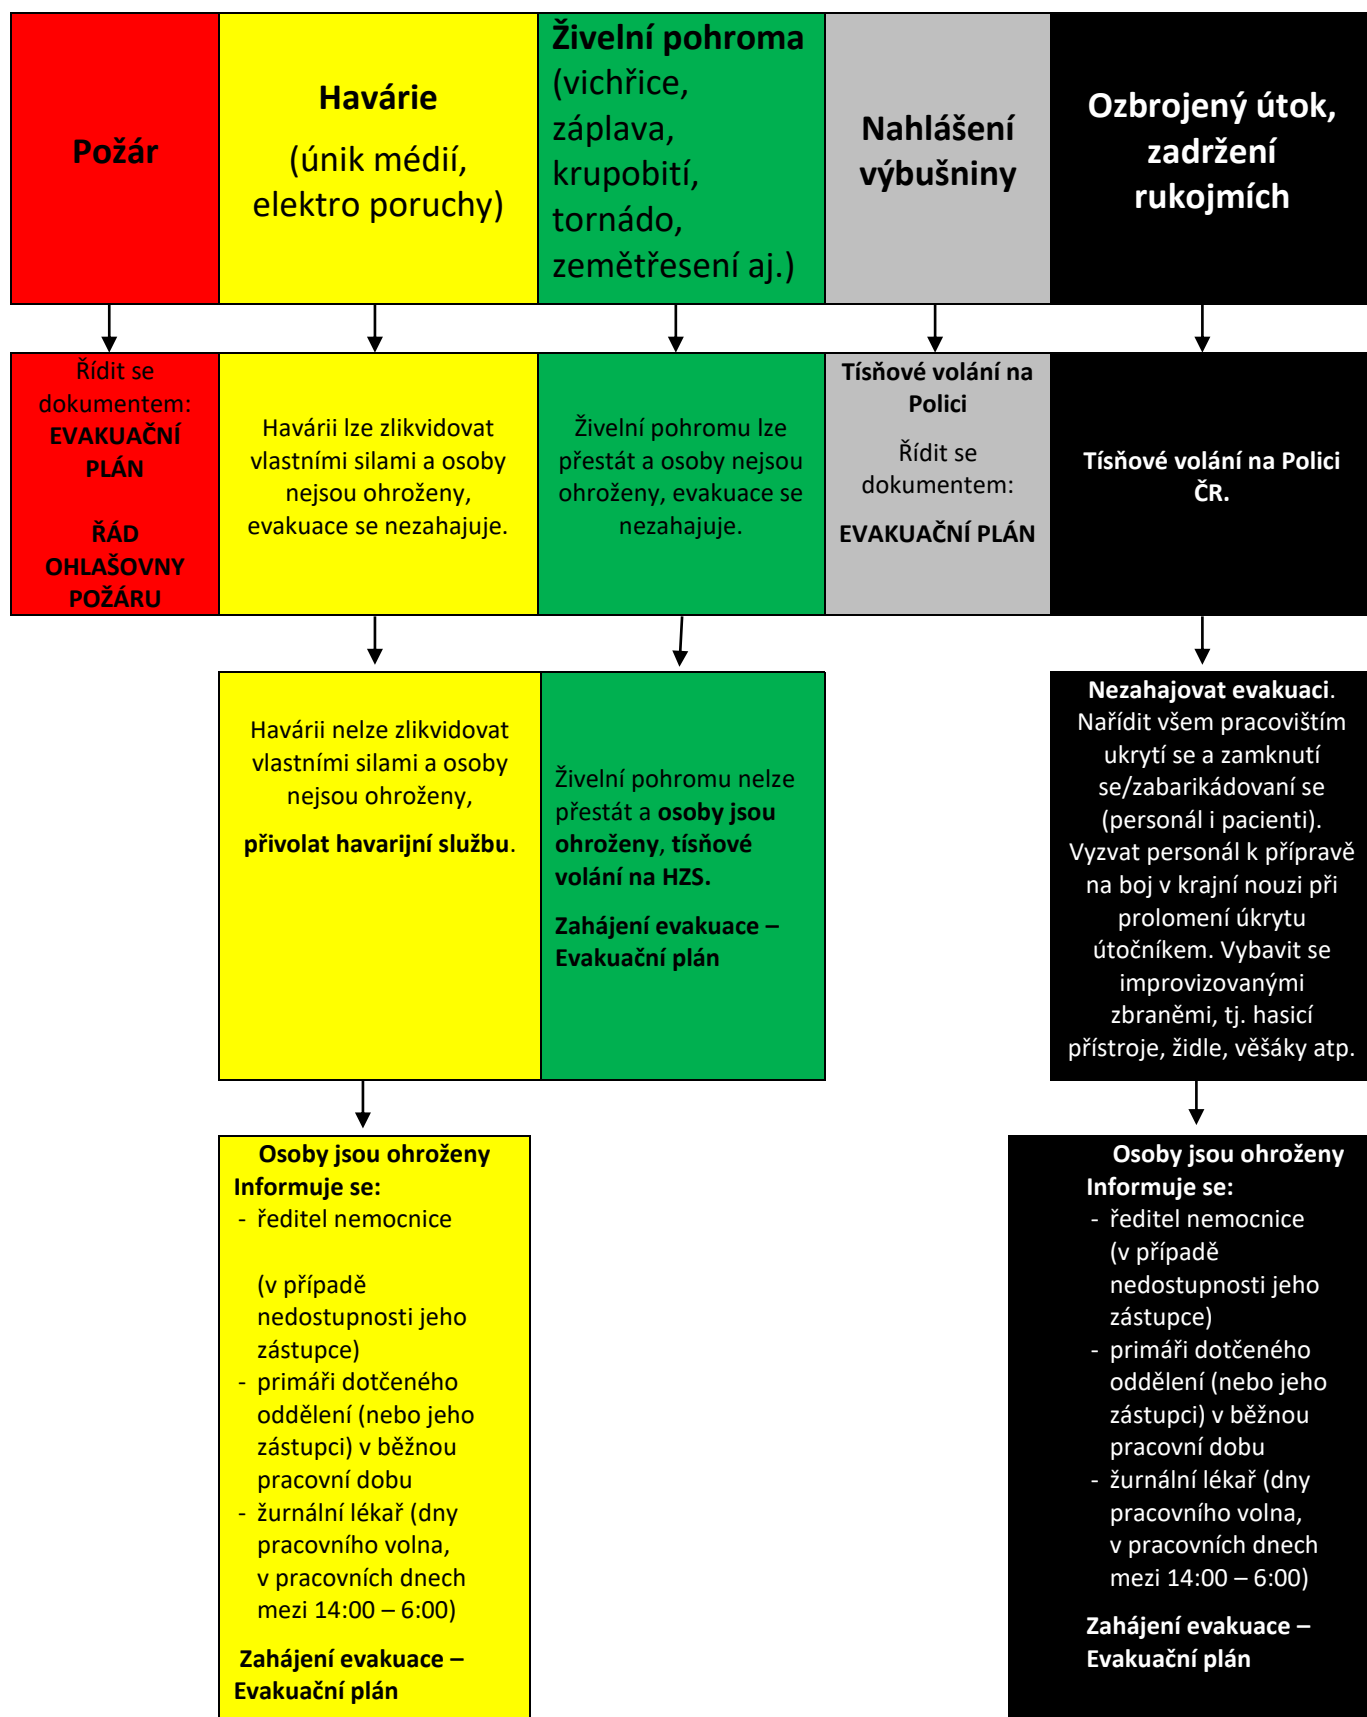 Požár
Havárie
(únik médií,
elektro poruchy)
Živelní pohroma
(vichřice,
záplava,
krupobití,
tornádo,
zemětřesení aj.)
Nahlášení
výbušniny
Ozbrojený útok,
zadržení
rukojmích
Řídit se
dokumentem:
EVAKUAČNÍ
PLÁN
ŘÁD
OHLAŠOVNY
POŽÁRU
Havárii lze zlikvidovat
vlastními silami a osoby
nejsou ohroženy,
evakuace se nezahajuje.
Živelní pohromu lze
přestát a osoby nejsou
ohroženy, evakuace se
nezahajuje.
Tísňové volání na
Polici
Řídit se
dokumentem:
EVAKUAČNÍ PLÁN
Tísňové volání na Polici
ČR.
Havárii nelze zlikvidovat
vlastními silami a osoby
nejsou ohroženy,
přivolat havarijní službu.
Živelní pohromu nelze
přestát a osoby jsou
ohroženy, tísňové
volání na HZS.
Zahájení evakuace –
Evakuační plán
Nezahajovat evakuaci.
Nařídit všem pracovištím
ukrytí se a zamknutí
se/zabarikádovaní se
(personál i pacienti).
Vyzvat personál k přípravě
na boj v krajní nouzi při
prolomení úkrytu
útočníkem. Vybavit se
improvizovanými
zbraněmi, tj. hasicí
přístroje, židle, věšáky atp.
Osoby jsou ohroženy
Informuje se:
- ředitel nemocnice
(v případě
nedostupnosti jeho
zástupce)
- primáři dotčeného
oddělení (nebo jeho
zástupci) v běžnou
pracovní dobu
- žurnální lékař (dny
pracovního volna,
v pracovních dnech
mezi 14:00 – 6:00)
Zahájení evakuace –
Evakuační plán
Osoby jsou ohroženy
Informuje se:
- ředitel nemocnice
(v případě
nedostupnosti jeho
zástupce)
- primáři dotčeného
oddělení (nebo jeho
zástupci) v běžnou
pracovní dobu
- žurnální lékař (dny
pracovního volna,
v pracovních dnech
mezi 14:00 – 6:00)
Zahájení evakuace –
Evakuační plán